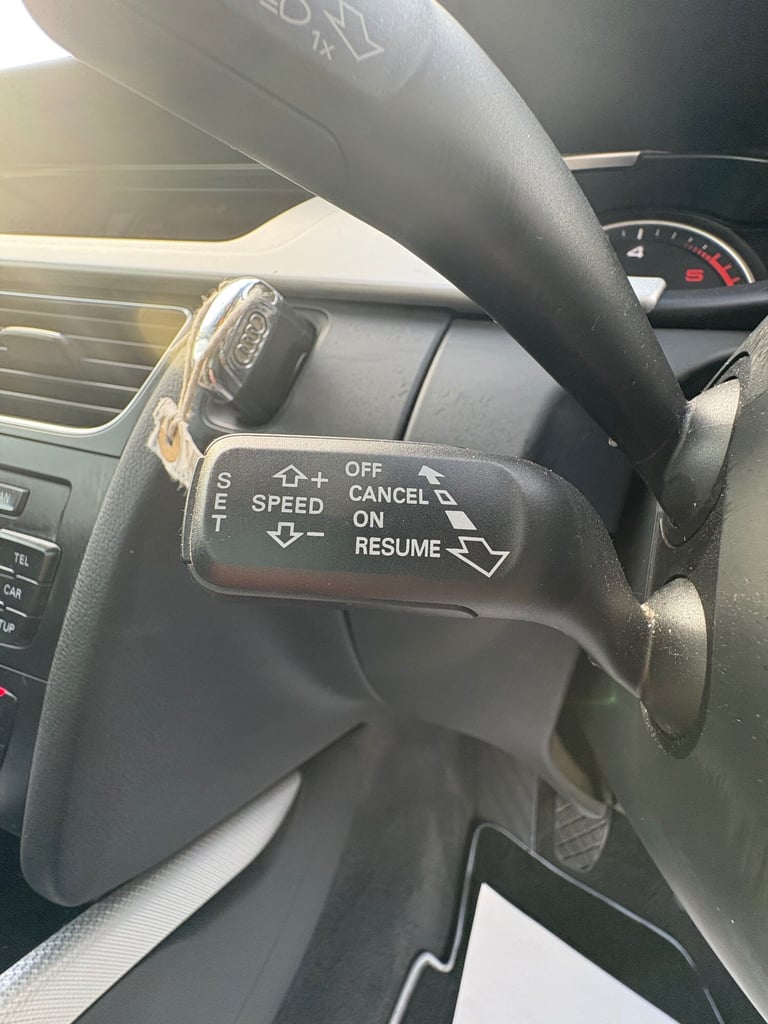 1x
4
5
SET
+
SPEED
−
OFF
CANCEL
ON
RESUME
TEL
CAR